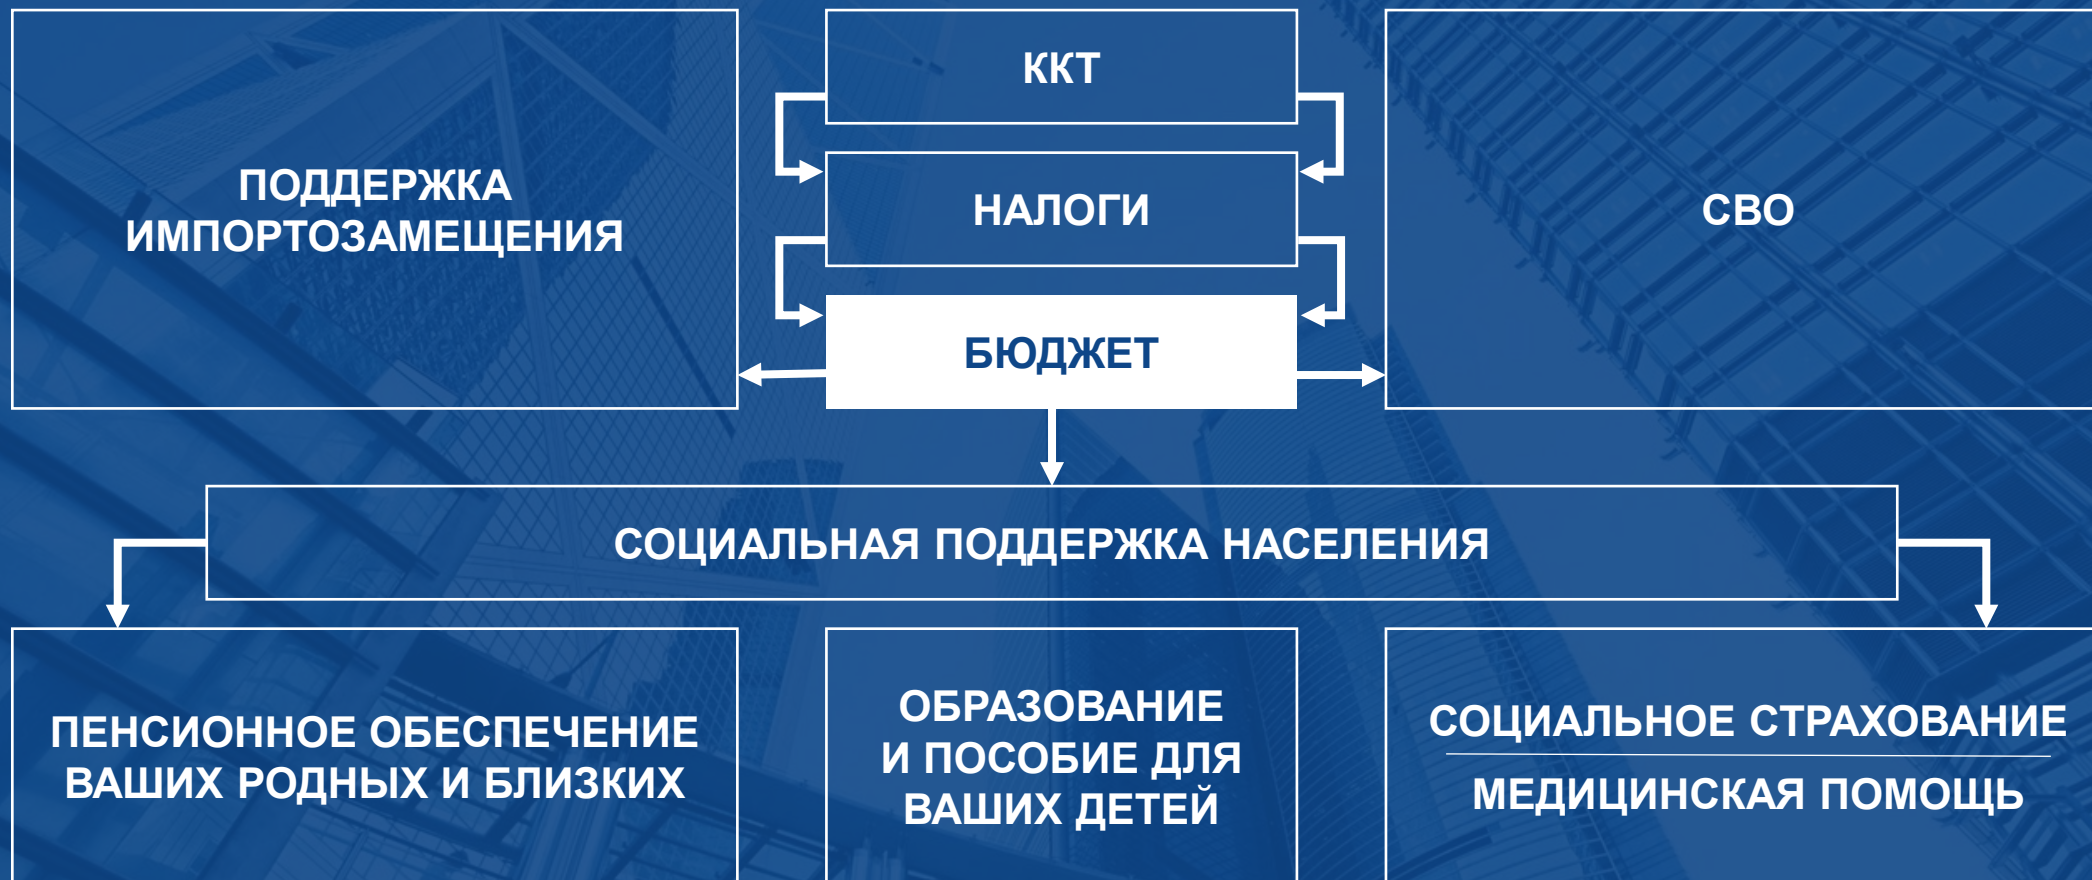 ККТ
ПОДДЕРЖКА
ИМПОРТОЗАМЕЩЕНИЯ
НАЛОГИ
СВО
БЮДЖЕТ
СОЦИАЛЬНАЯ ПОДДЕРЖКА НАСЕЛЕНИЯ
ПЕНСИОННОЕ ОБЕСПЕЧЕНИЕ
ВАШИХ РОДНЫХ И БЛИЗКИХ
ОБРАЗОВАНИЕ
И ПОСОБИЕ ДЛЯ
ВАШИХ ДЕТЕЙ
СОЦИАЛЬНОЕ СТРАХОВАНИЕ
МЕДИЦИНСКАЯ ПОМОЩЬ